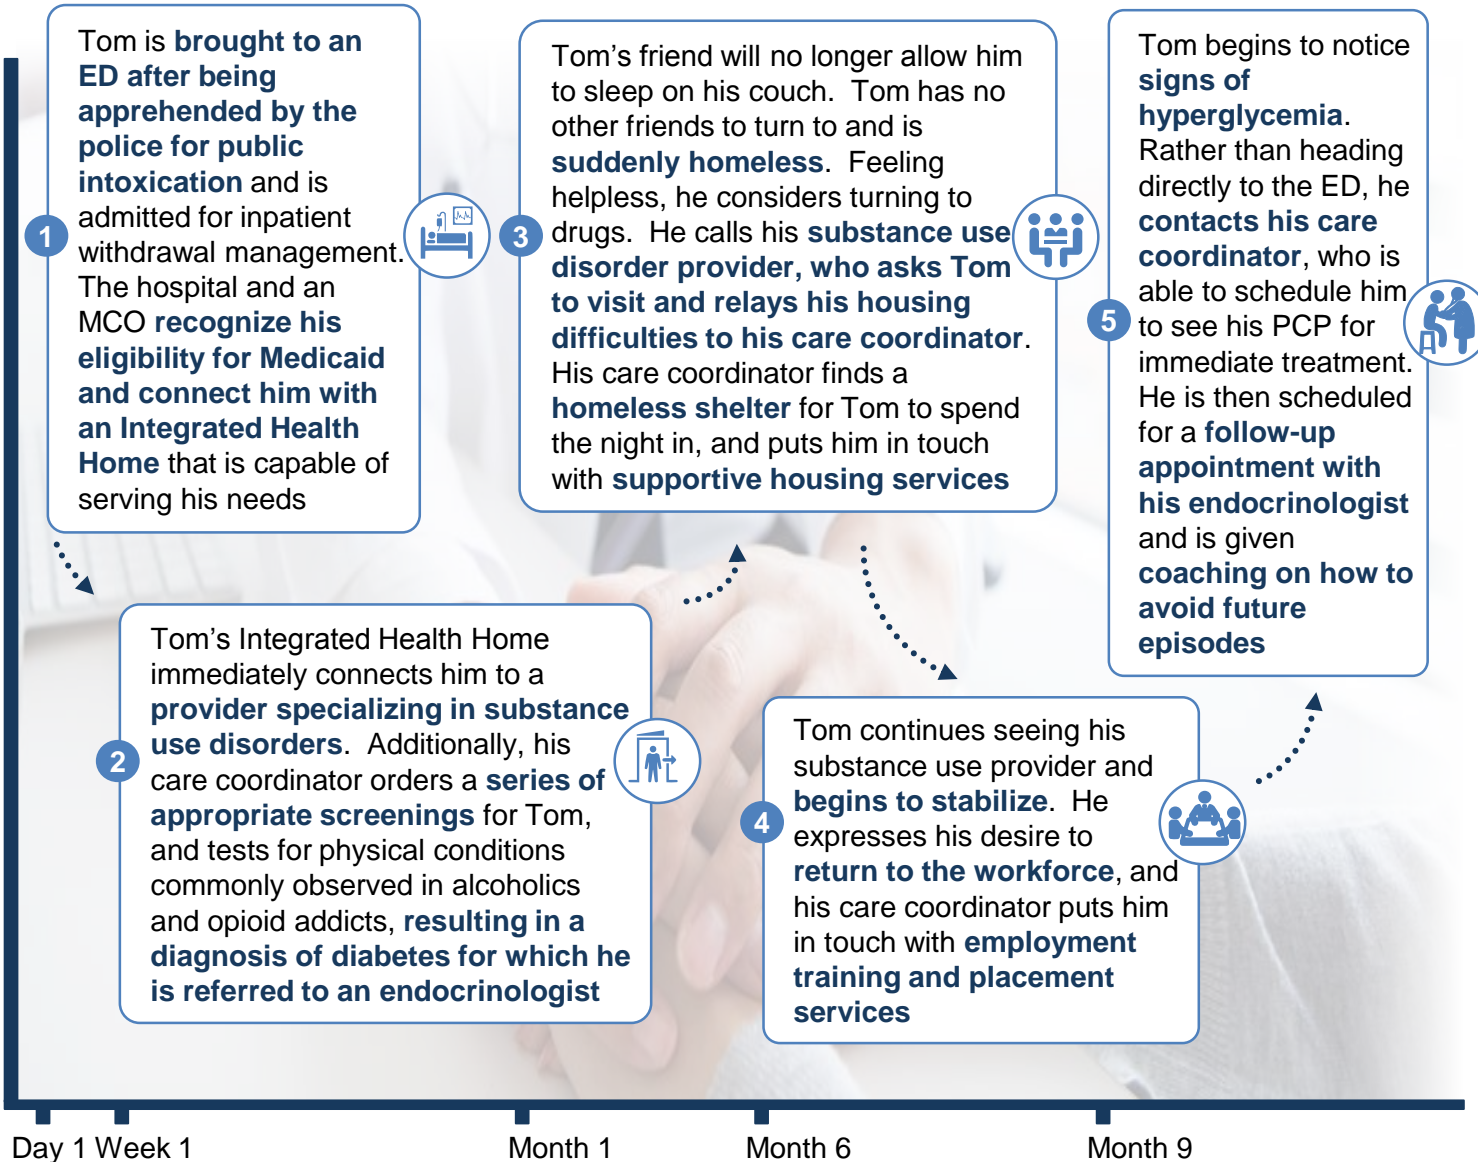 1
Tom is brought to an
ED after being
apprehended by the
police for public
intoxication and is
admitted for inpatient
withdrawal management.
The hospital and an
MCO recognize his
eligibility for Medicaid
and connect him with
an Integrated Health
Home that is capable of
serving his needs
2
Tom’s Integrated Health Home
immediately connects him to a
provider specializing in substance
use disorders.  Additionally, his
care coordinator orders a series of
appropriate screenings for Tom,
and tests for physical conditions
commonly observed in alcoholics
and opioid addicts, resulting in a
diagnosis of diabetes for which he
is referred to an endocrinologist
3
Tom’s friend will no longer allow him
to sleep on his couch.  Tom has no
other friends to turn to and is
suddenly homeless.  Feeling
helpless, he considers turning to
drugs.  He calls his substance use
disorder provider, who asks Tom
to visit and relays his housing
difficulties to his care coordinator.
His care coordinator finds a
homeless shelter for Tom to spend
the night in, and puts him in touch
with supportive housing services
4
Tom continues seeing his
substance use provider and
begins to stabilize.  He
expresses his desire to
return to the workforce, and
his care coordinator puts him
in touch with employment
training and placement
services
5
Tom begins to notice
signs of
hyperglycemia.
Rather than heading
directly to the ED, he
contacts his care
coordinator, who is
able to schedule him
to see his PCP for
immediate treatment.
He is then scheduled
for a follow-up
appointment with
his endocrinologist
and is given
coaching on how to
avoid future
episodes
Day 1 Week 1 Month 1 Month 6 Month 9